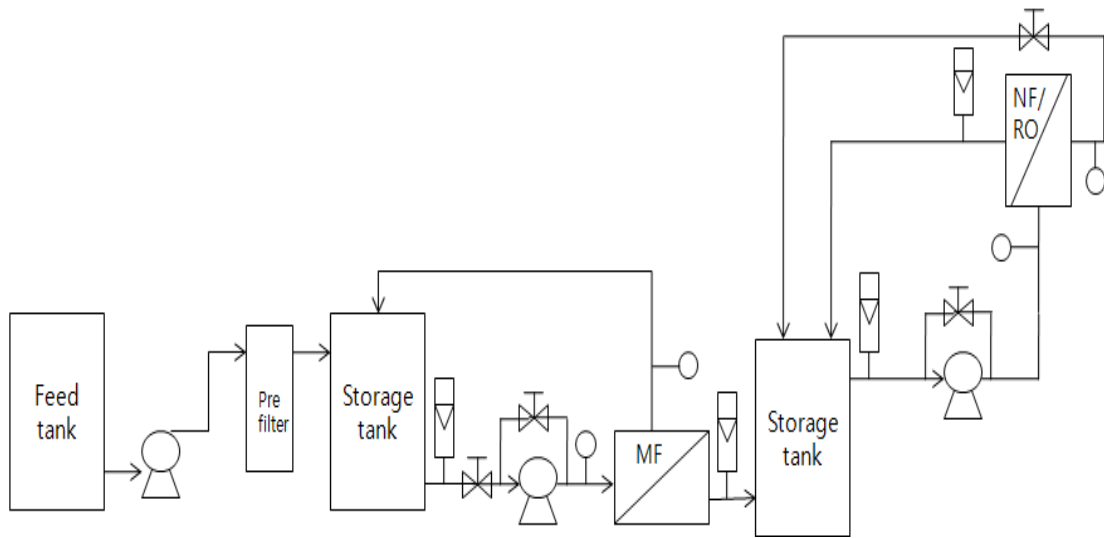 Feed
tank
Pre
filter
Storage
tank
MF
Storage
tank
NF/
RO